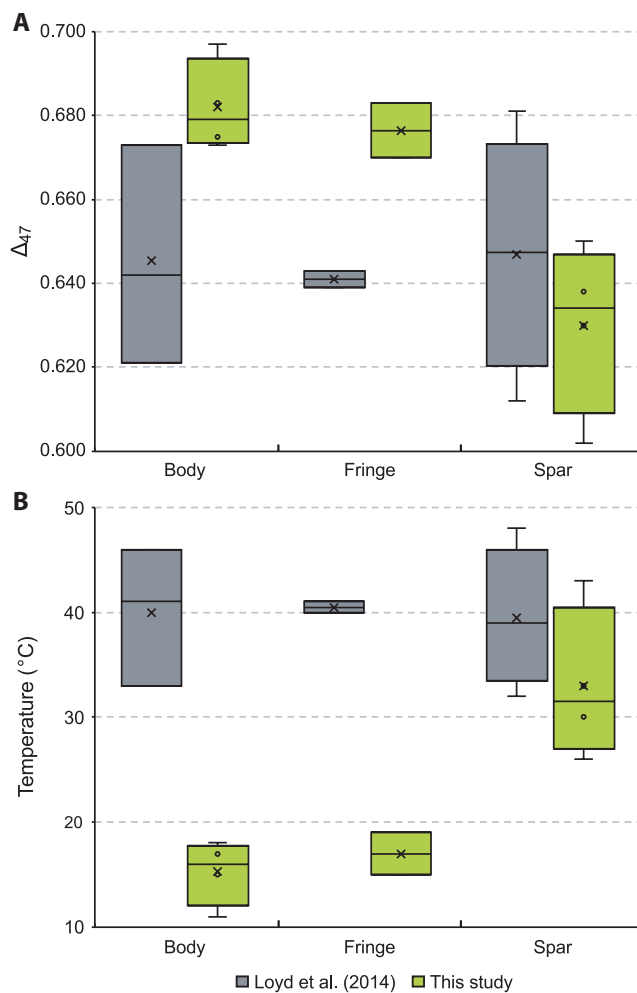 A
0.700
0.680
0.660
0.640
0.620
0.600
Δ47
Body Fringe Spar
B
50
40
30
20
10
Temperature (°C)
Body Fringe Spar
Loyd et al. (2014) This study